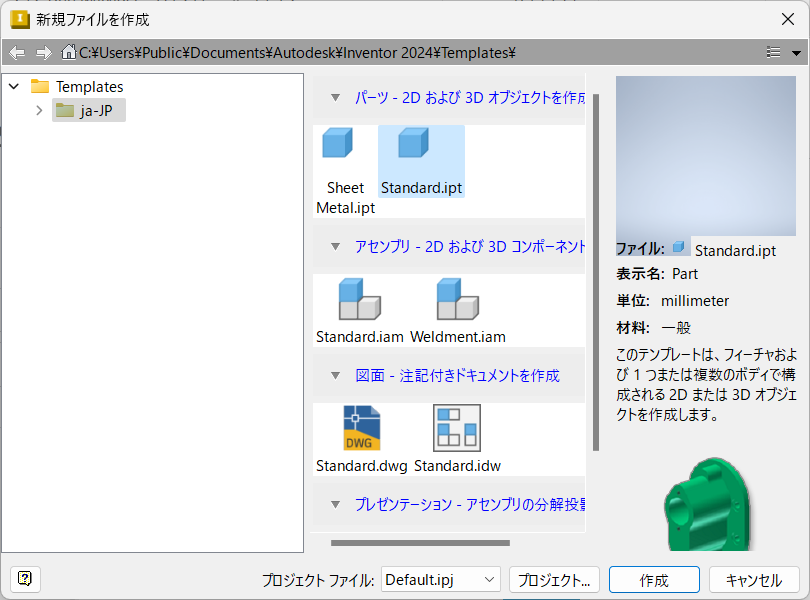 新規ファイルを作成
C:¥Users¥Public¥Documents¥Autodesk¥Inventor 2024¥Templates¥
Templates
ja-JP
パーツ - 2D および 3D オブジェクトを作成
Sheet
Metal.ipt
Standard.ipt
アセンブリ - 2D および 3D コンポーネント
Standard.iam
Weldment.iam
図面 - 注記付きドキュメントを作成
DWG
Standard.dwg
Standard.idw
プレゼンテーション - アセンブリの分解投影
ファイル: Standard.ipt
表示名: Part
単位: millimeter
材料: 一般
このテンプレートは、フィーチャおよ
び 1 つまたは複数のボディで構
成される 2D または 3D オブジェ
クトを作成します。
プロジェクト ファイル: Default.ipj
プロジェクト...
作成
キャンセル